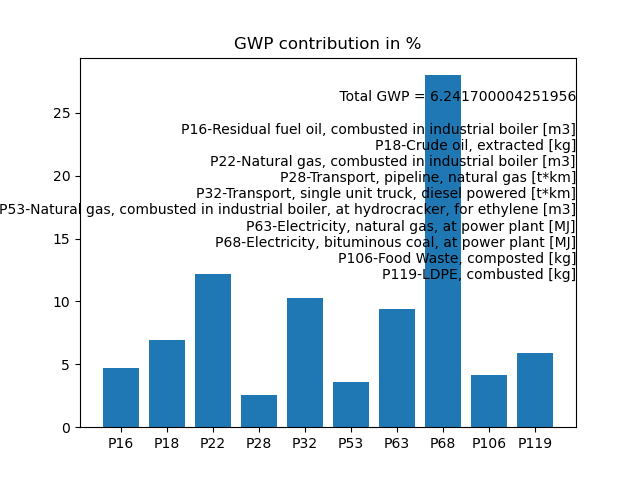 GWP contribution in %
Total GWP = 6.241700004251956
P16-Residual fuel oil, combusted in industrial boiler [m3]
P18-Crude oil, extracted [kg]
P22-Natural gas, combusted in industrial boiler [m3]
P28-Transport, pipeline, natural gas [t*km]
P32-Transport, single unit truck, diesel powered [t*km]
P53-Natural gas, combusted in industrial boiler, at hydrocracker, for ethylene [m3]
P63-Electricity, natural gas, at power plant [MJ]
P68-Electricity, bituminous coal, at power plant [MJ]
P106-Food Waste, composted [kg]
P119-LDPE, combusted [kg]
25
20
15
10
5
0
P16 P18 P22 P28 P32 P53 P63 P68 P106 P119